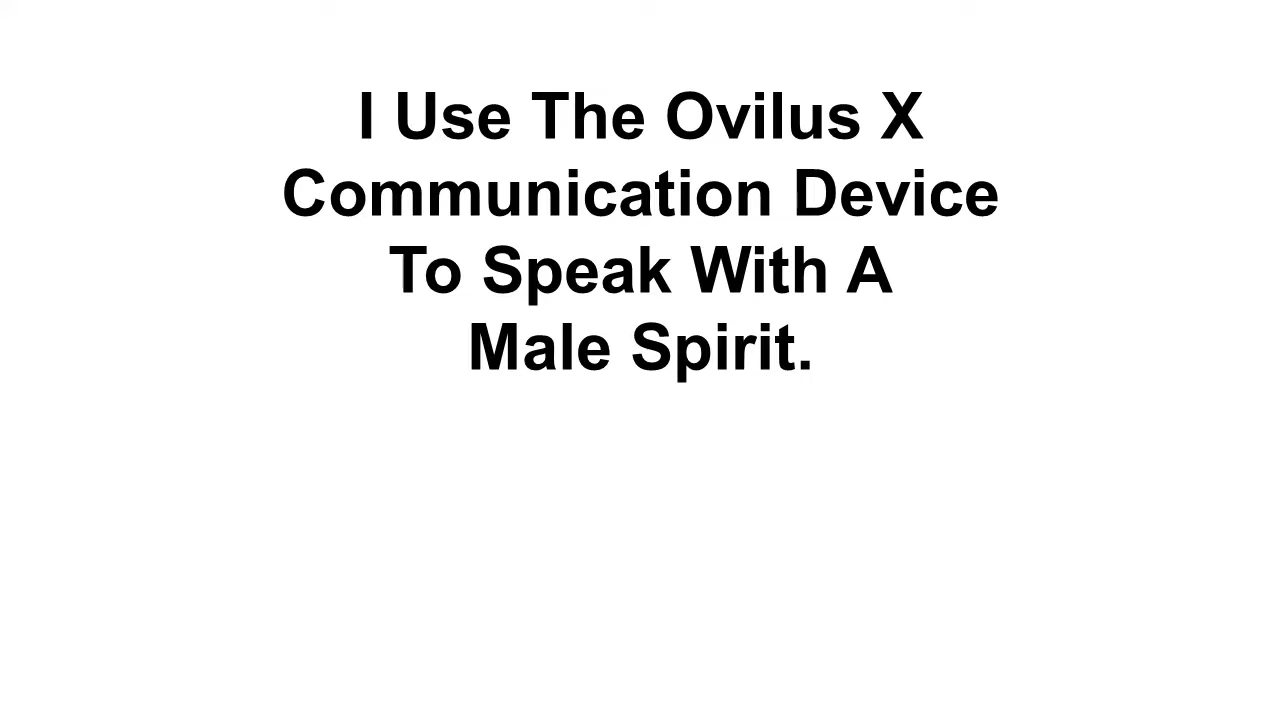 I Use The Ovilus X
Communication Device
To Speak With A
Male Spirit.